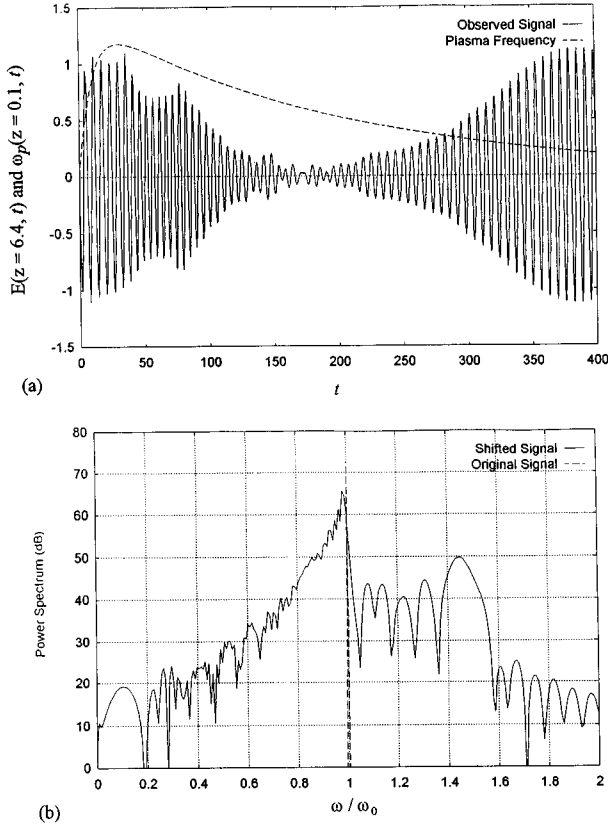 1.5
1
0.5
0
-0.5
-1
-1.5
E(z = 6.4, t) and ωp(z = 0.1, t)
Observed Signal
Plasma Frequency
0 50 100 150 200 250 300 350 400
t
(a)
80
70
60
50
40
30
20
10
0
Power Spectrum (dB)
Shifted Signal
Original Signal
0 0.2 0.4 0.6 0.8 1 1.2 1.4 1.6 1.8 2
ω / ω0
(b)